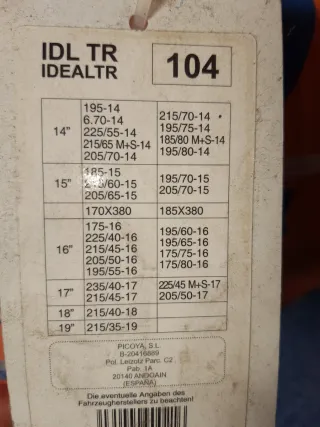 IDL TR
IDEALTR
104
14"
195-14
6.70-14
225/55-14
215/65 M+S-14
205/70-14
215/70-14
195/75-14
185/80 M+S-14
195/80-14
15"
185-15
205/65-15
195/70-15
205/70-15
170X380
185X380
16"
175-16
225/40-16
215/45-16
205/50-16
195/55-16
195/60-16
195/65-16
175/75-16
175/80-16
17"
235/40-17
215/45-17
225/45 M+S-17
205/50-17
18"
215/40-18
19"
215/35-19
PICOYA, S.L.
B-20416889
Pol. Leizotz Parc. C2
Pab. 1A
20140 ANDOAIN
(ESPAÑA)
Die eventuelle Angaben des
Fahrzeugherstellers zu beachten!